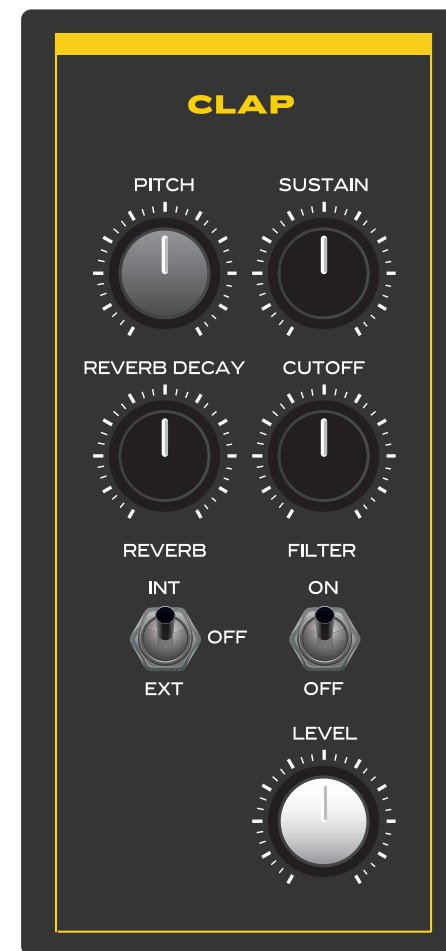 CLAP
PITCH SUSTAIN
REVERB DECAY CUTOFF
REVERB FILTER
INT ON
OFF
EXT OFF
LEVEL